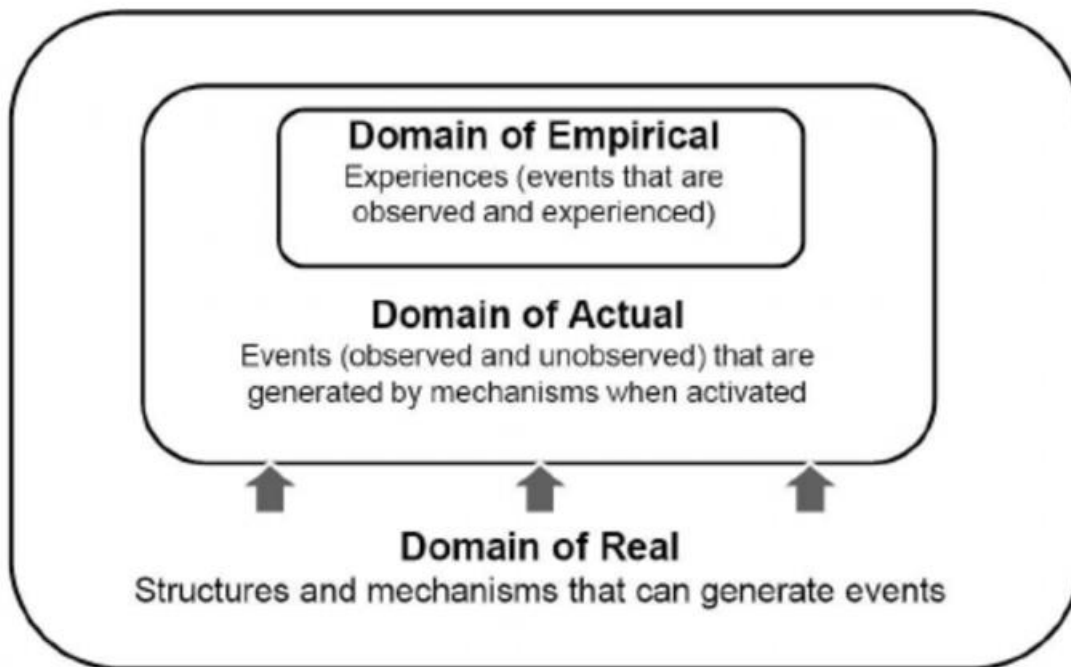 Domain of Empirical
Experiences (events that are
observed and experienced)
Domain of Actual
Events (observed and unobserved) that are
generated by mechanisms when activated
Domain of Real
Structures and mechanisms that can generate events